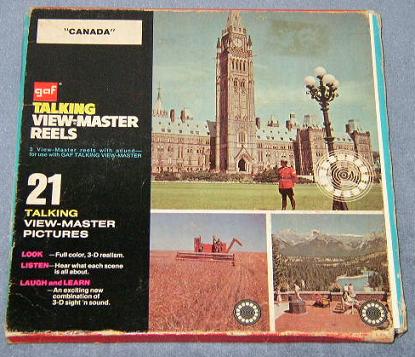 "CANADA"
gaf
TALKING
VIEW-MASTER
REELS
3 View-Master reels with sound—
for use with GAF TALKING VIEW-MASTER
21
TALKING
VIEW-MASTER
PICTURES
LOOK —Full color, 3-D realism.
LISTEN—Hear what each scene
is all about.
LAUGH and LEARN
—An exciting new
combination of
3-D sight 'n sound.